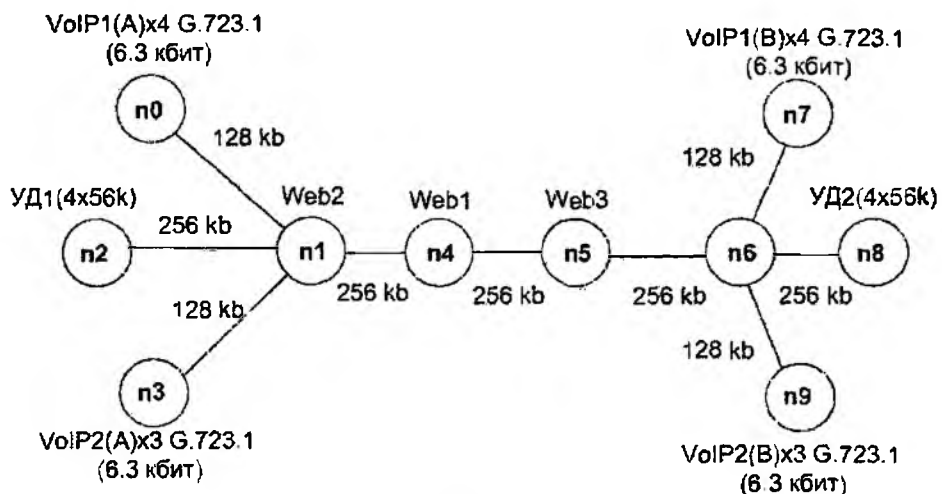 VoIP1(A)x4 G.723.1
(6.3 кбит)
n0
128 kb
УД1(4x56k)
n2
256 kb
Web2
n1
128 kb
n3
VoIP2(A)x3 G.723.1
(6.3 кбит)
256 kb
Web1
n4
256 kb
Web3
n5
256 kb
VoIP1(B)x4 G.723.1
(6.3 кбит)
n7
128 kb
n6
УД2(4x56k)
n8
256 kb
128 kb
n9
VoIP2(B)x3 G.723.1
(6.3 кбит)